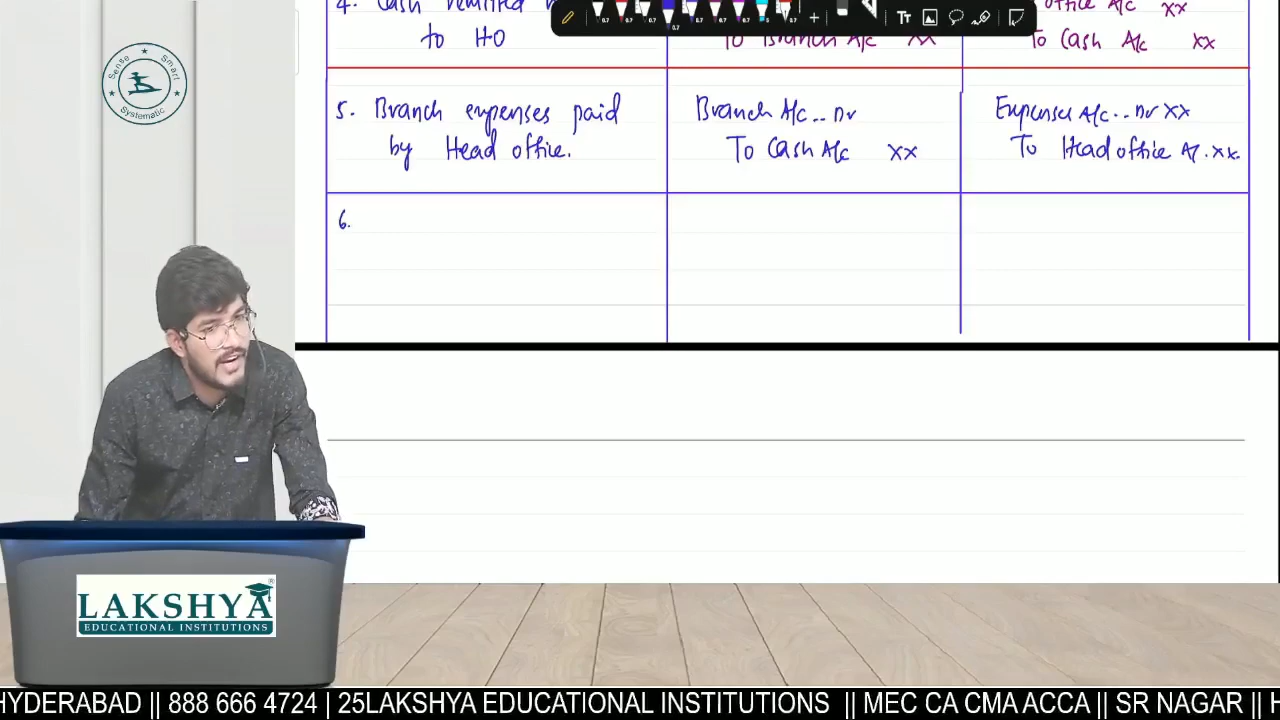 4. Cash remitted
office A/c xx
to HO
To Branch A/c xx
To Cash A/c xx
5. Branch expenses paid
by Head office.
Branch A/c .. Dr
To Cash A/c xx
Expenses A/c .. Dr xx
To Head office A/. xx.
6.
Sense Smart
Systematic
LAKSHYA
EDUCATIONAL INSTITUTIONS
HYDERABAD || 888 666 4724 | 25LAKSHYA EDUCATIONAL INSTITUTIONS || MEC CA CMA ACCA || SR NAGAR || H